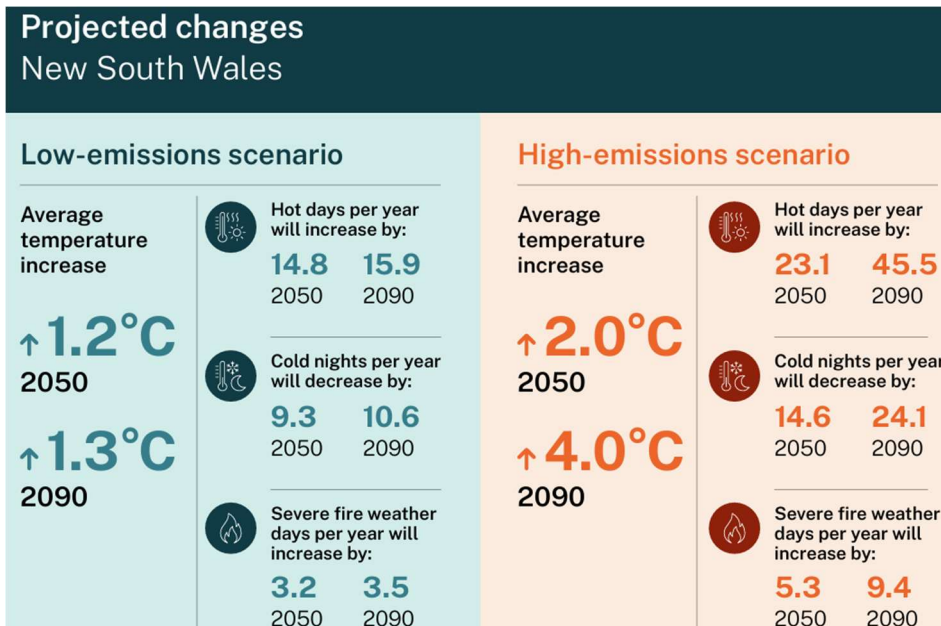 Projected changes
New South Wales
Low-emissions scenario
Average
temperature
increase
↑1.2°C
2050
↑1.3°C
2090
Hot days per year
will increase by:
14.8 15.9
2050 2090
Cold nights per year
will decrease by:
9.3 10.6
2050 2090
Severe fire weather
days per year will
increase by:
3.2 3.5
2050 2090
High-emissions scenario
Average
temperature
increase
↑2.0°C
2050
↑4.0°C
2090
Hot days per year
will increase by:
23.1 45.5
2050 2090
Cold nights per year
will decrease by:
14.6 24.1
2050 2090
Severe fire weather
days per year will
increase by:
5.3 9.4
2050 2090